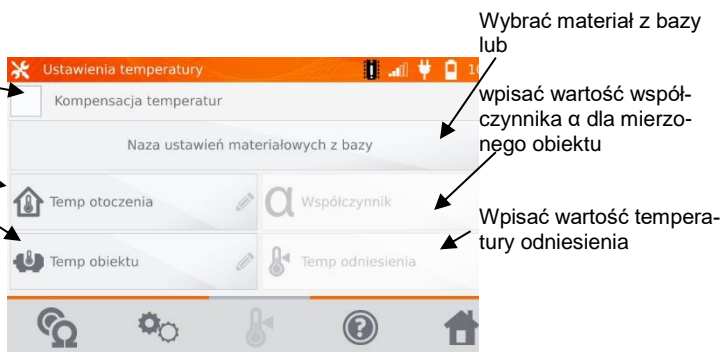 Wybrać materiał z bazy
lub
wpisać wartość współ-
czynnika α dla mierzo-
nego obiektu
Wpisać wartość tempera-
tury odniesienia
Ustawienia temperatury
Kompensacja temperatur
Naza ustawień materiałowych z bazy
Temp otoczenia
α Współczynnik
Temp obiektu
Temp odniesienia